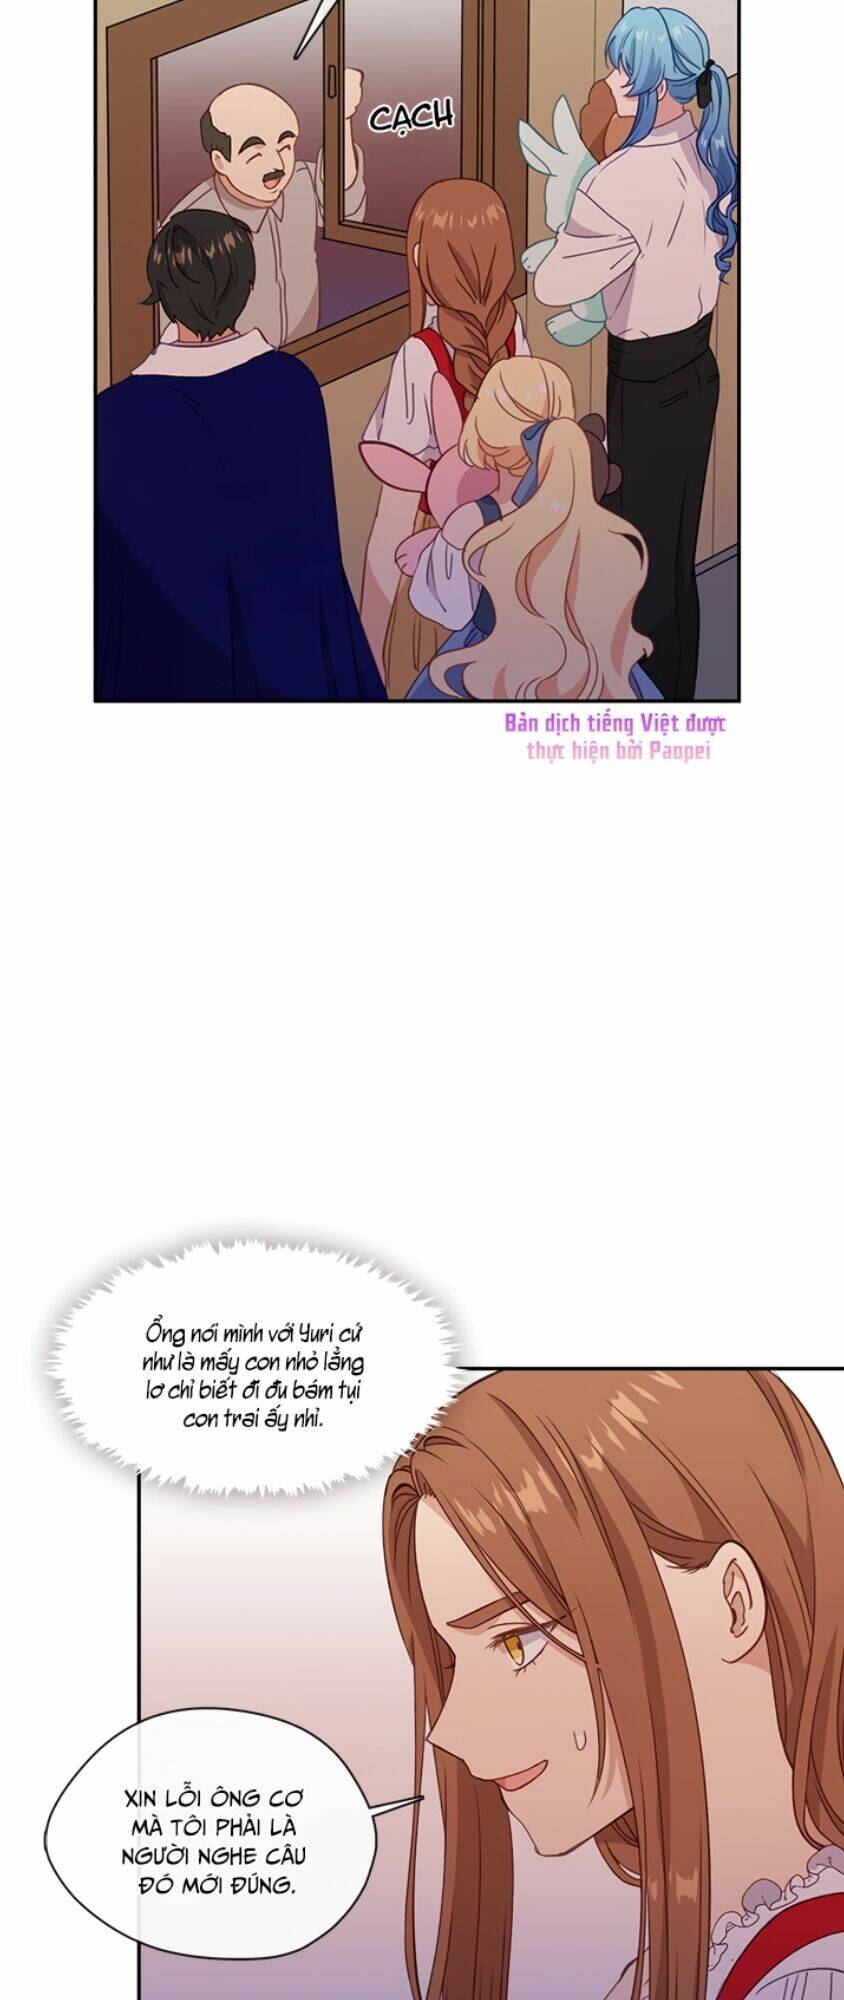 CẠCH
Bản dịch tiếng Việt được
thực hiện bởi Paopei
Ổng nói mình với Yuri cứ
như là mấy con nhỏ lẳng
lơ chỉ biết đi đu bám tụi
con trai ấy nhỉ.
XIN LỖI ÔNG CƠ
MÀ TÔI PHẢI LÀ
NGƯỜI NGHE CÂU
ĐÓ MỚI ĐÚNG.